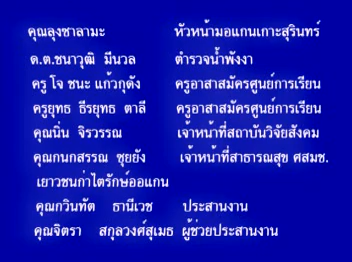 คุณลุงซาลามะ หัวหน้ามอแกนเกาะสุรินทร์
ด.ต.ชนาวุฒิ มีนวล ตำรวจน้ำพังงา
ครู โจ ชนะ แก้วกุดัง ครูอาสาสมัครศูนย์การเรียน
ครูยุทธ ธีรยุทธ ตาลี ครูอาสาสมัครศูนย์การเรียน
คุณนิ่น จิรวรรณ เจ้าหน้าที่สถาบันวิจัยสังคม
คุณกนกสรรณ ซุยยัง เจ้าหน้าที่สาธารณสุข ศสมช.
เยาวชนก่าไตรักษ์ออแกน
คุณกวินทัต ธานีเวช ประสานงาน
คุณจิตรา สกุลวงศ์สุเมธ ผู้ช่วยประสานงาน